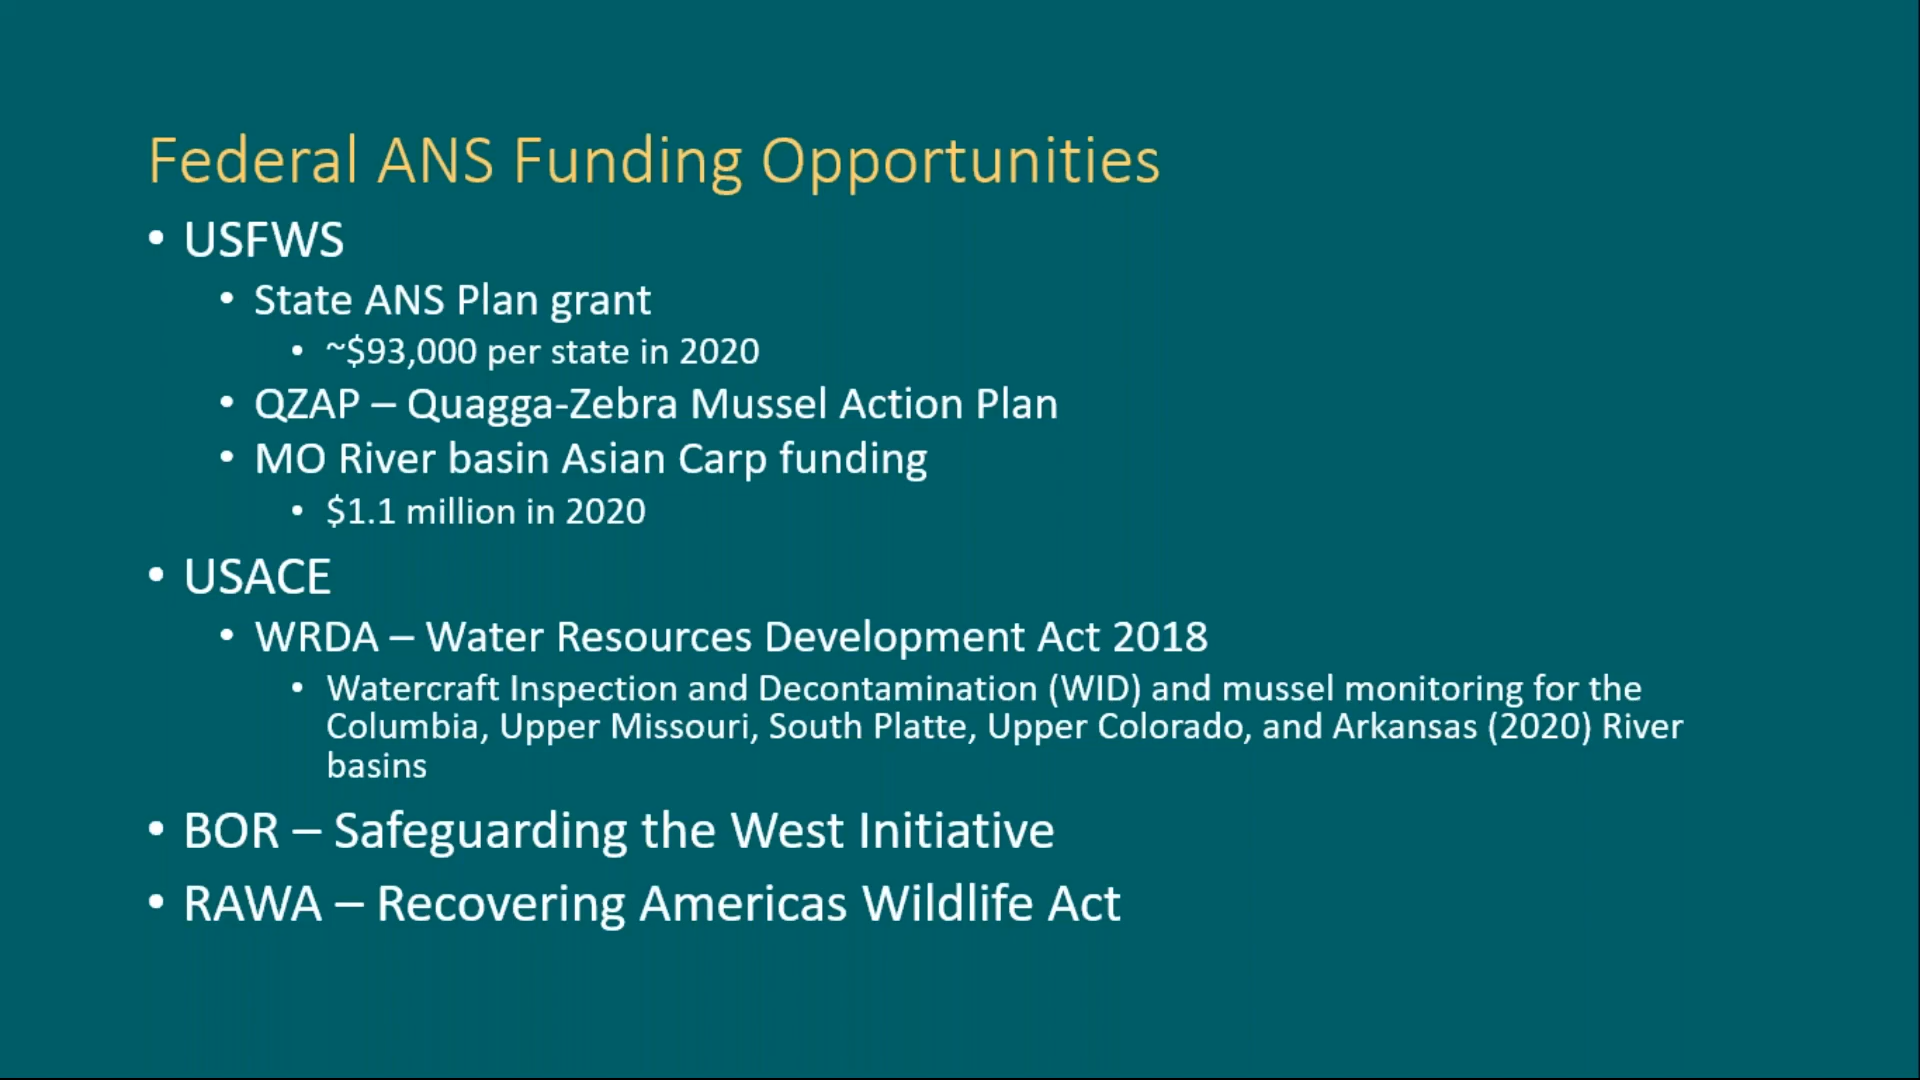 Federal ANS Funding Opportunities
• USFWS
• State ANS Plan grant
• ~$93,000 per state in 2020
• QZAP – Quagga-Zebra Mussel Action Plan
• MO River basin Asian Carp funding
• $1.1 million in 2020
• USACE
• WRDA – Water Resources Development Act 2018
• Watercraft Inspection and Decontamination (WID) and mussel monitoring for the
Columbia, Upper Missouri, South Platte, Upper Colorado, and Arkansas (2020) River
basins
• BOR – Safeguarding the West Initiative
• RAWA – Recovering Americas Wildlife Act